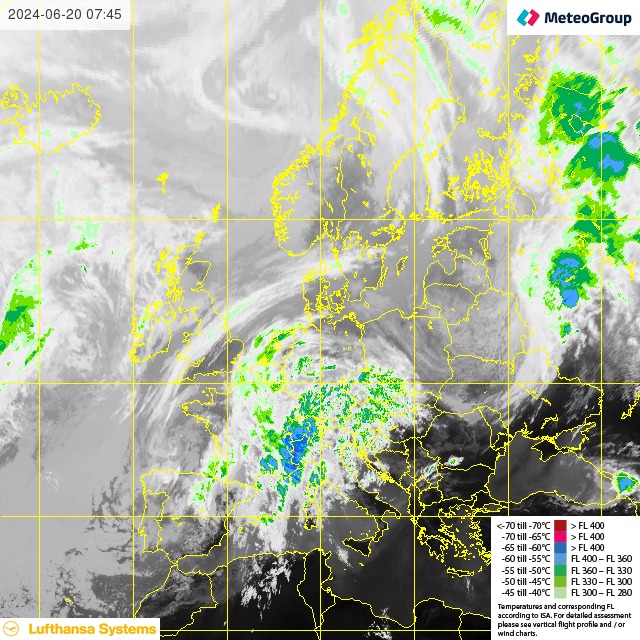 2024-06-20 07:45
MeteoGroup
<-70 till -70°C > FL 400
-70 till -65°C > FL 400
-65 till -60°C > FL 400
-60 till -55°C FL 400 – FL 360
-55 till -50°C FL 360 – FL 330
-50 till -45°C FL 330 – FL 300
-45 till -40°C FL 300 – FL 280
Temperatures and corresponding FL
according to ISA. For detailed assessment
please see vertical flight profile and / or
wind charts.
Lufthansa Systems